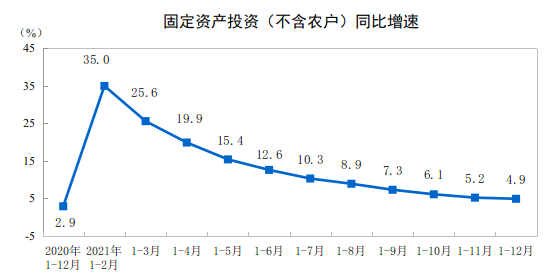 固定资产投资（不含农户）同比增速
(%)
45
35
25
15
5
-5
2.9
35.0
25.6
19.9
15.4
12.6
10.3
8.9
7.3
6.1
5.2
4.9
2020年
1-12月
2021年
1-2月
1-3月
1-4月
1-5月
1-6月
1-7月
1-8月
1-9月
1-10月
1-11月
1-12月